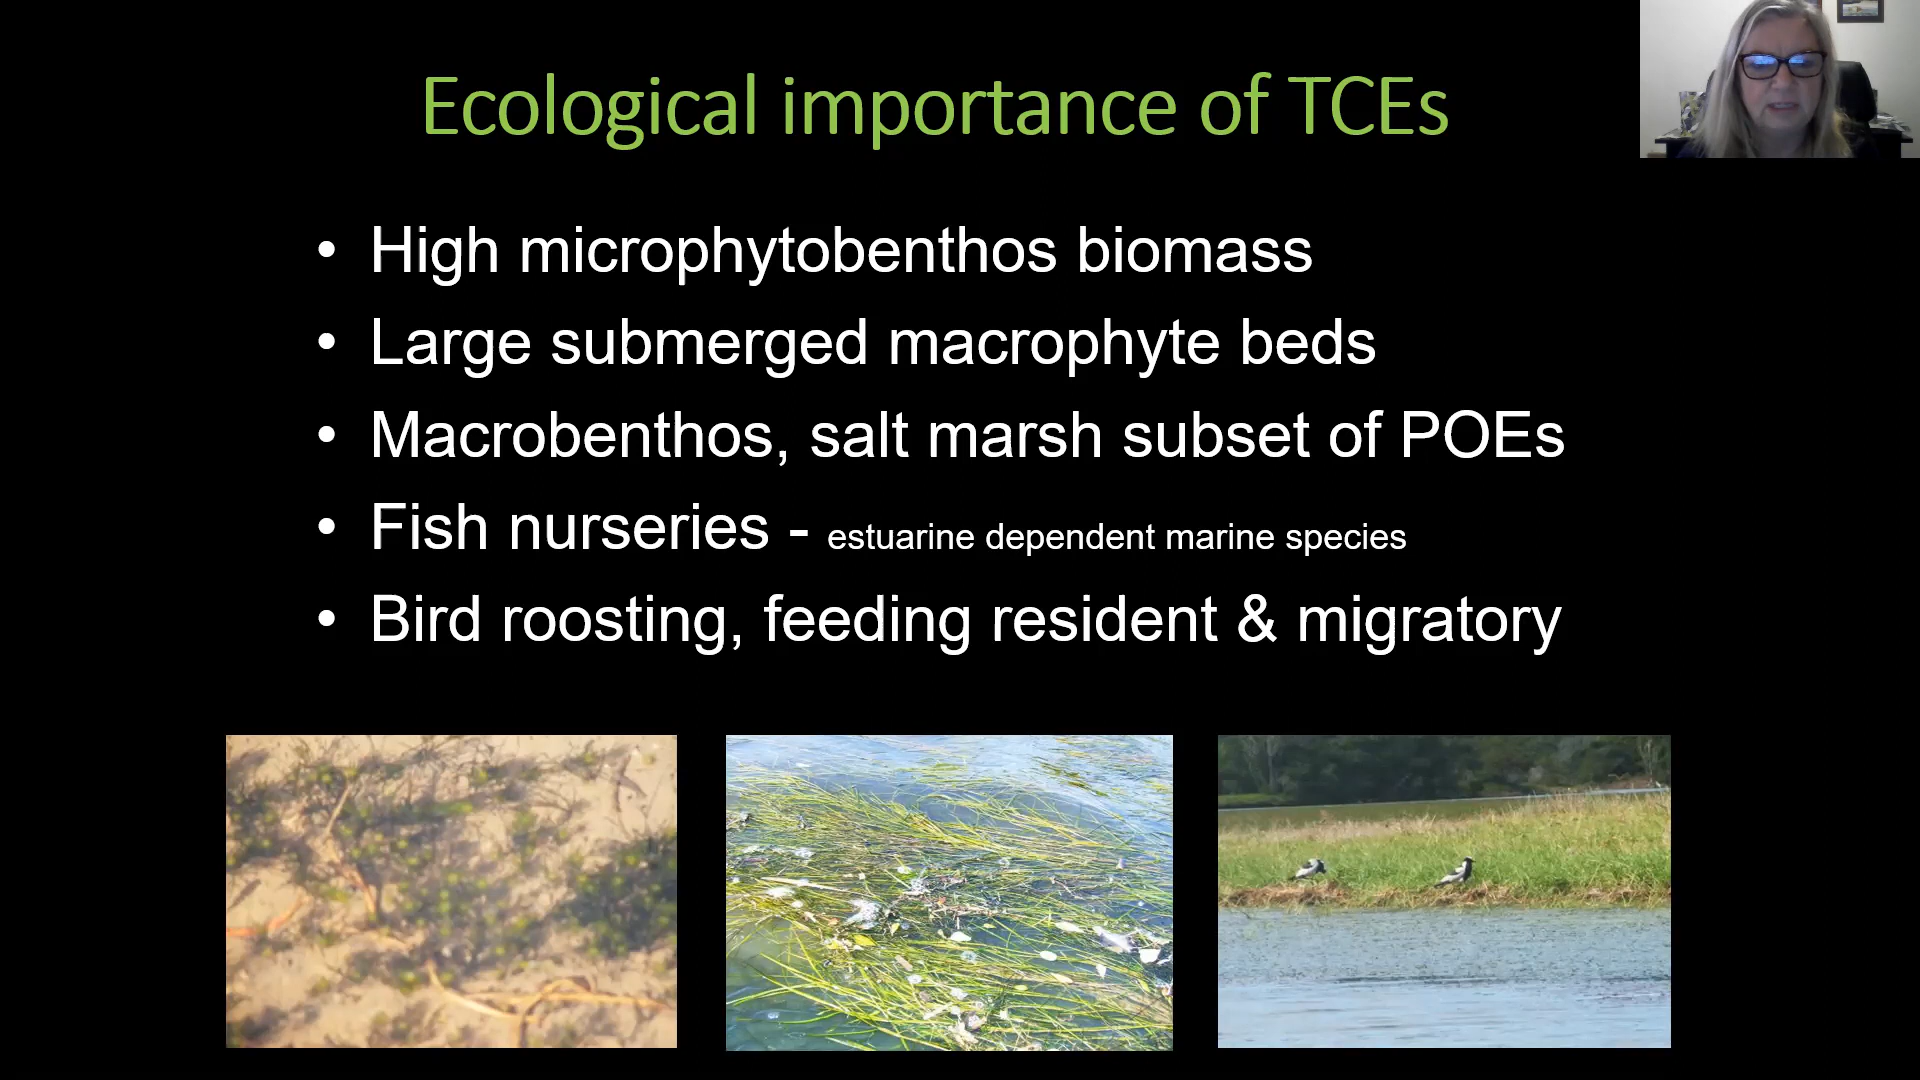 Ecological importance of TCEs
• High microphytobenthos biomass
• Large submerged macrophyte beds
• Macrobenthos, salt marsh subset of POEs
• Fish nurseries - estuarine dependent marine species
• Bird roosting, feeding resident & migratory